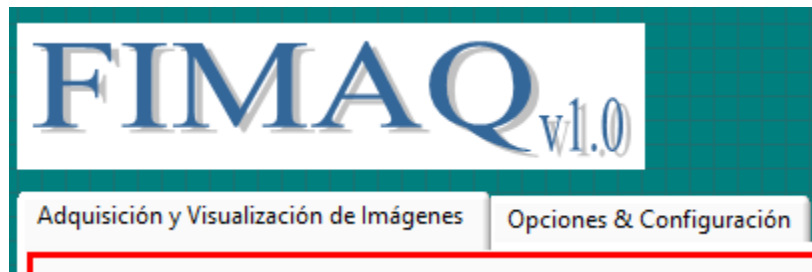 FIMAQ v1.0
Adquisición y Visualización de Imágenes
Opciones & Configuración